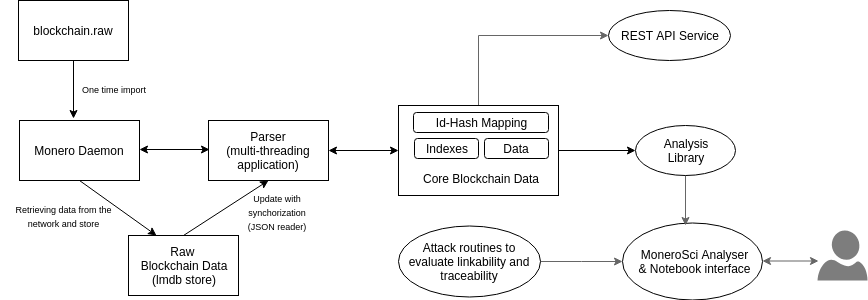 blockchain.raw
REST API Service
One time import
Id-Hash Mapping
Indexes
Data
Core Blockchain Data
Monero Daemon
Parser
(multi-threading
application)
Analysis
Library
Retrieving data from the
network and store
Update with
synchorization
(JSON reader)
Raw
Blockchain Data
(lmdb store)
Attack routines to
evaluate linkability and
traceability
MoneroSci Analyser
& Notebook interface